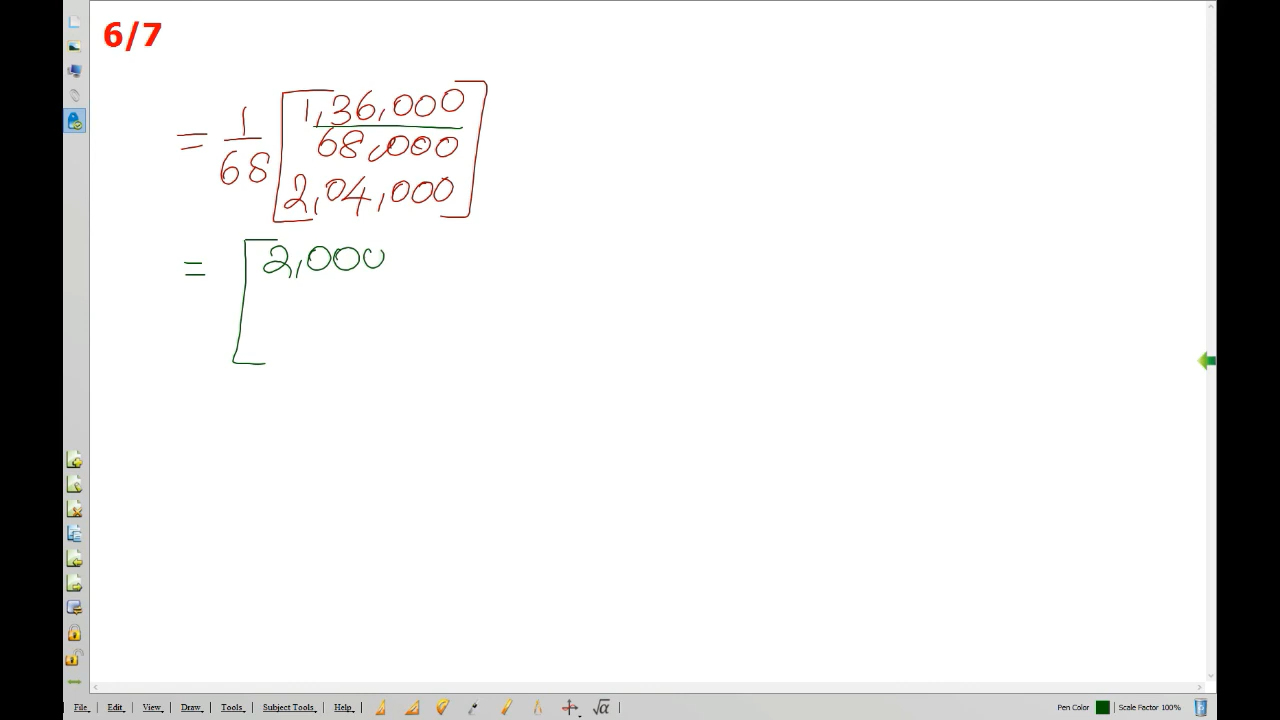 6/7
= 1/68 [ 1,36,000
68,000
2,04,000 ]
= [ 2,000
File Edit View Draw Tools Subject Tools Help √α Pen Color Scale Factor 100%